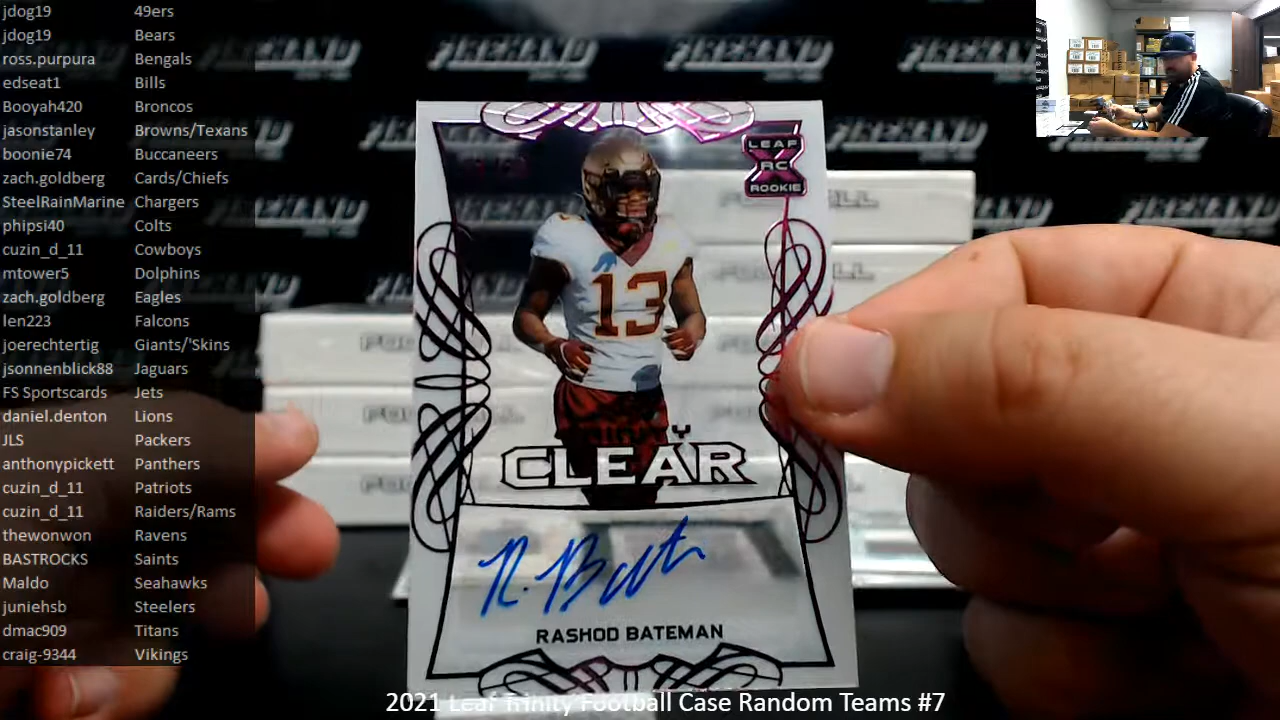 jdog19 49ers
jdog19 Bears
ross.purpura Bengals
edseat1 Bills
Booyah420 Broncos
jasonstanley Browns/Texans
boonie74 Buccaneers
zach.goldberg Cards/Chiefs
SteelRainMarine Chargers
phipsi40 Colts
cuzin_d_11 Cowboys
mtower5 Dolphins
zach.goldberg Eagles
len223 Falcons
joerechtertig Giants/'Skins
jsonnenblick88 Jaguars
FS Sportscards Jets
daniel.denton Lions
JLS Packers
anthonypickett Panthers
cuzin_d_11 Patriots
cuzin_d_11 Raiders/Rams
thewonwon Ravens
BASTROCKS Saints
Maldo Seahawks
juniehsb Steelers
dmac909 Titans
craig-9344 Vikings
LEAF
RC
ROOKIE
13
TRINITY
CLEAR
R. Bateman
RASHOD BATEMAN
2021 Leaf Trinity Football Case Random Teams #7